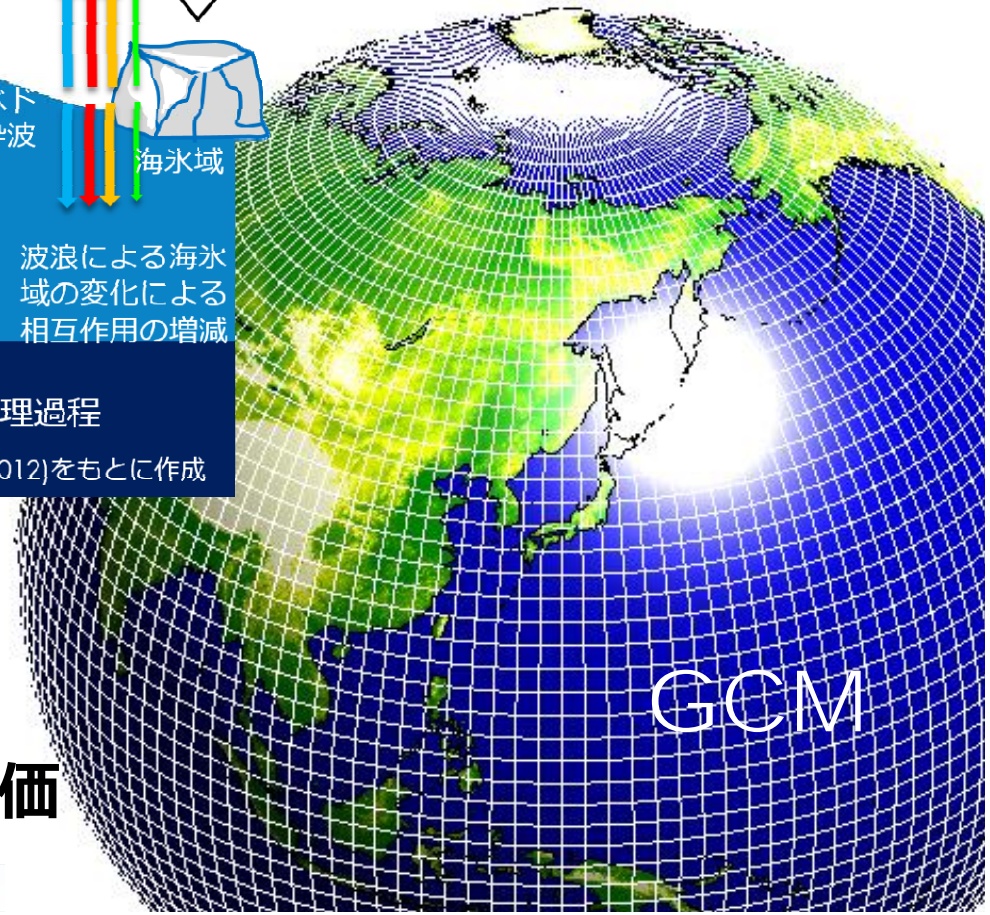 海氷域
波浪による海氷
域の変化による
相互作用の増減
理過程
012)をもとに作成
GCM
価